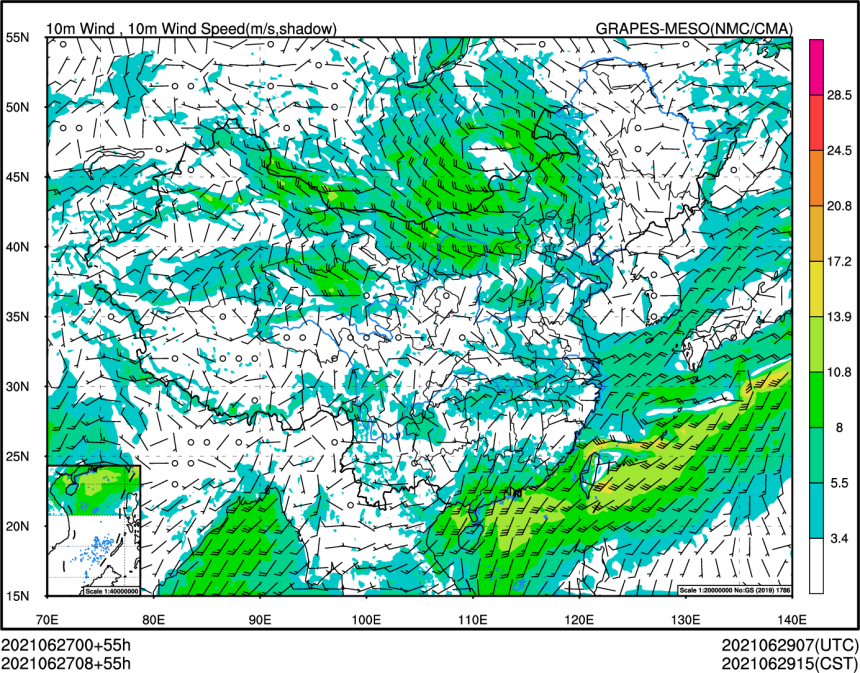 10m Wind , 10m Wind Speed(m/s,shadow) GRAPES-MESO(NMC/CMA)
55N
50N
45N
40N
35N
30N
25N
20N
15N
70E 80E 90E 100E 110E 120E 130E 140E
28.5
24.5
20.8
17.2
13.9
10.8
8
5.5
3.4
Scale 1:40000000
Scale 1:20000000 No:GS (2019) 1786
2021062700+55h 2021062907(UTC)
2021062708+55h 2021062915(CST)